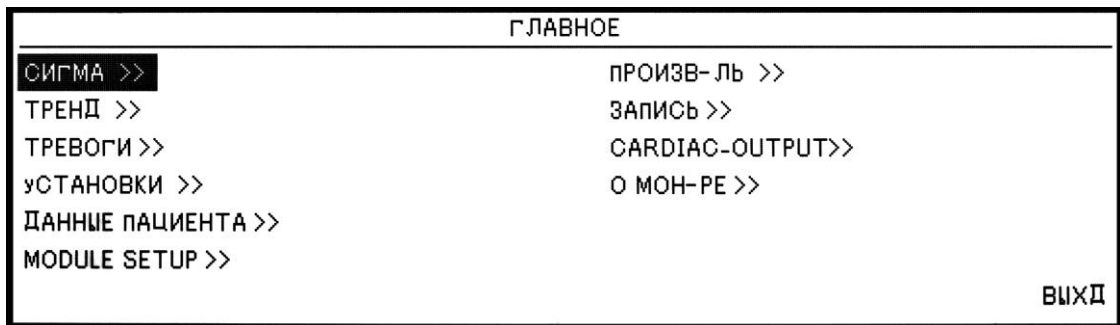 ГЛАВНОЕ
СИГМА >>
ТРЕНД >>
ТРЕВОГИ >>
УСТАНОВКИ >>
ДАННЫЕ ПАЦИЕНТА >>
MODULE SETUP >>
ПРОИЗВ-ЛЬ >>
ЗАПИСЬ >>
CARDIAC-OUTPUT>>
О МОН-РЕ >>
ВЫХД